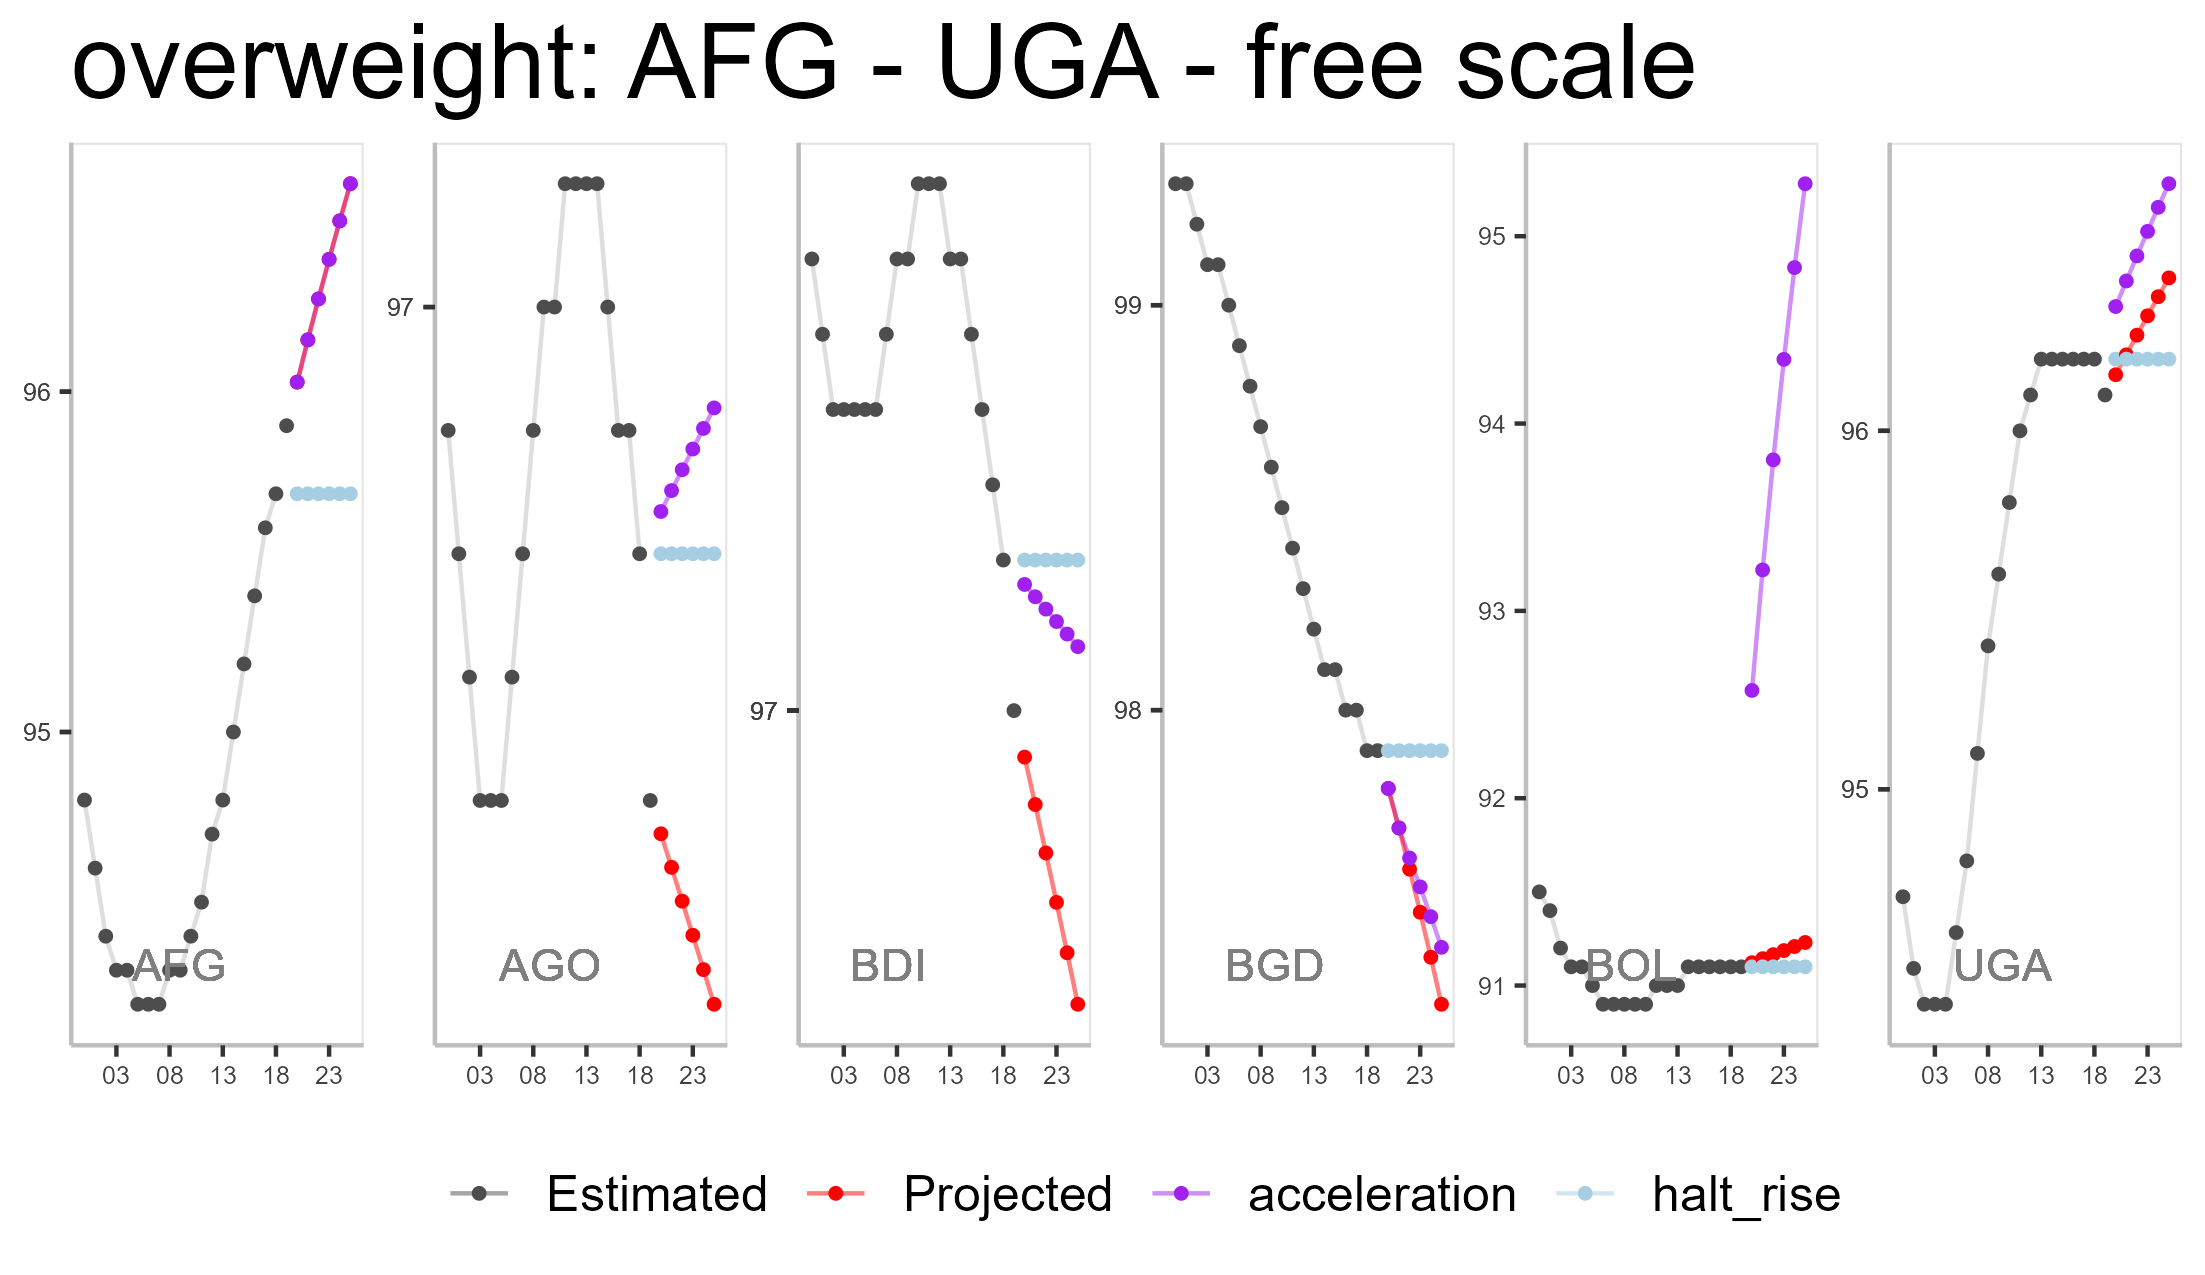 overweight: AFG - UGA - free scale
96
95
AFG
03 08 13 18 23
97
AGO
03 08 13 18 23
97
BDI
03 08 13 18 23
99
98
BGD
03 08 13 18 23
95
94
93
92
91
BOL
03 08 13 18 23
96
95
UGA
03 08 13 18 23
Estimated Projected acceleration halt_rise